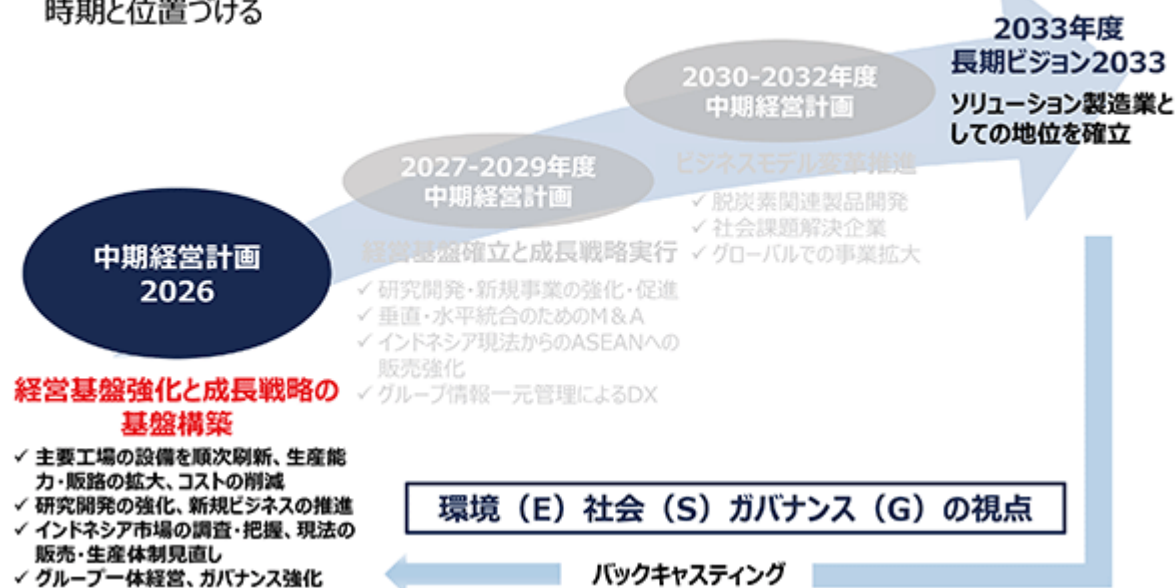 時期と位置づける
2033年度
長期ビジョン2033
ソリューション製造業と
しての地位を確立
2030-2032年度
中期経営計画
ビジネスモデル変革推進
✓ 脱炭素関連製品開発
✓ 社会課題解決企業
✓ グローバルでの事業拡大
2027-2029年度
中期経営計画
経営基盤確立と成長戦略実行
✓ 研究開発・新規事業の強化・促進
✓ 垂直・水平統合のためのM&A
✓ インドネシア現法からのASEANへの
販売強化
✓ グループ情報一元管理によるDX
中期経営計画
2026
経営基盤強化と成長戦略の
基盤構築
✓ 主要工場の設備を順次刷新、生産能
力・販路の拡大、コストの削減
✓ 研究開発の強化、新規ビジネスの推進
✓ インドネシア市場の調査・把握、現法の
販売・生産体制見直し
✓ グループ一体経営、ガバナンス強化
環境（E）社会（S）ガバナンス（G）の視点
バックキャスティング